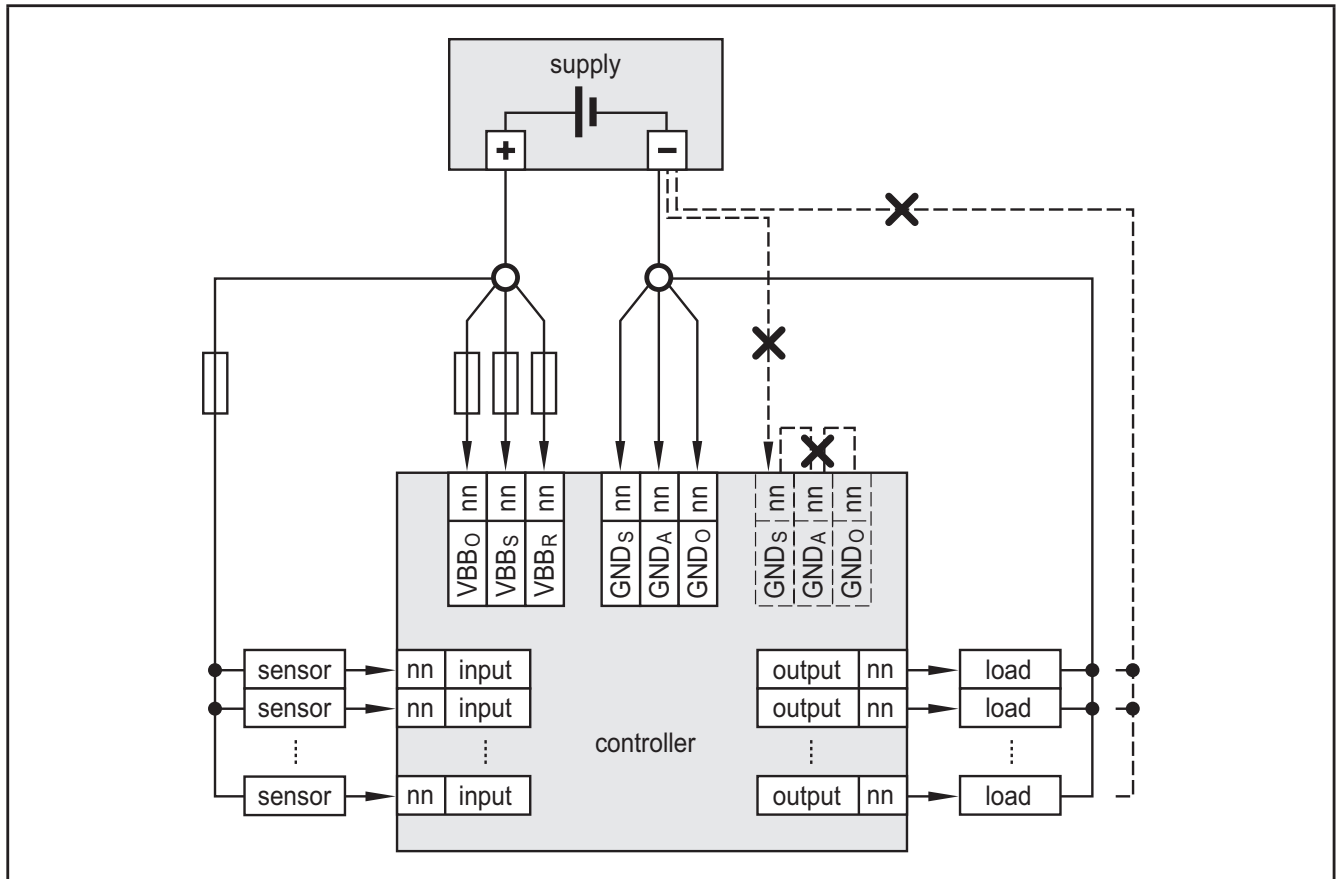 supply
+ −
nn nn nn nn nn nn nn nn nn
VBBO VBBS VBBR GNDS GNDA GNDO GNDS GNDA GNDO
sensor nn input output nn load
sensor nn input output nn load
controller
sensor nn input output nn load